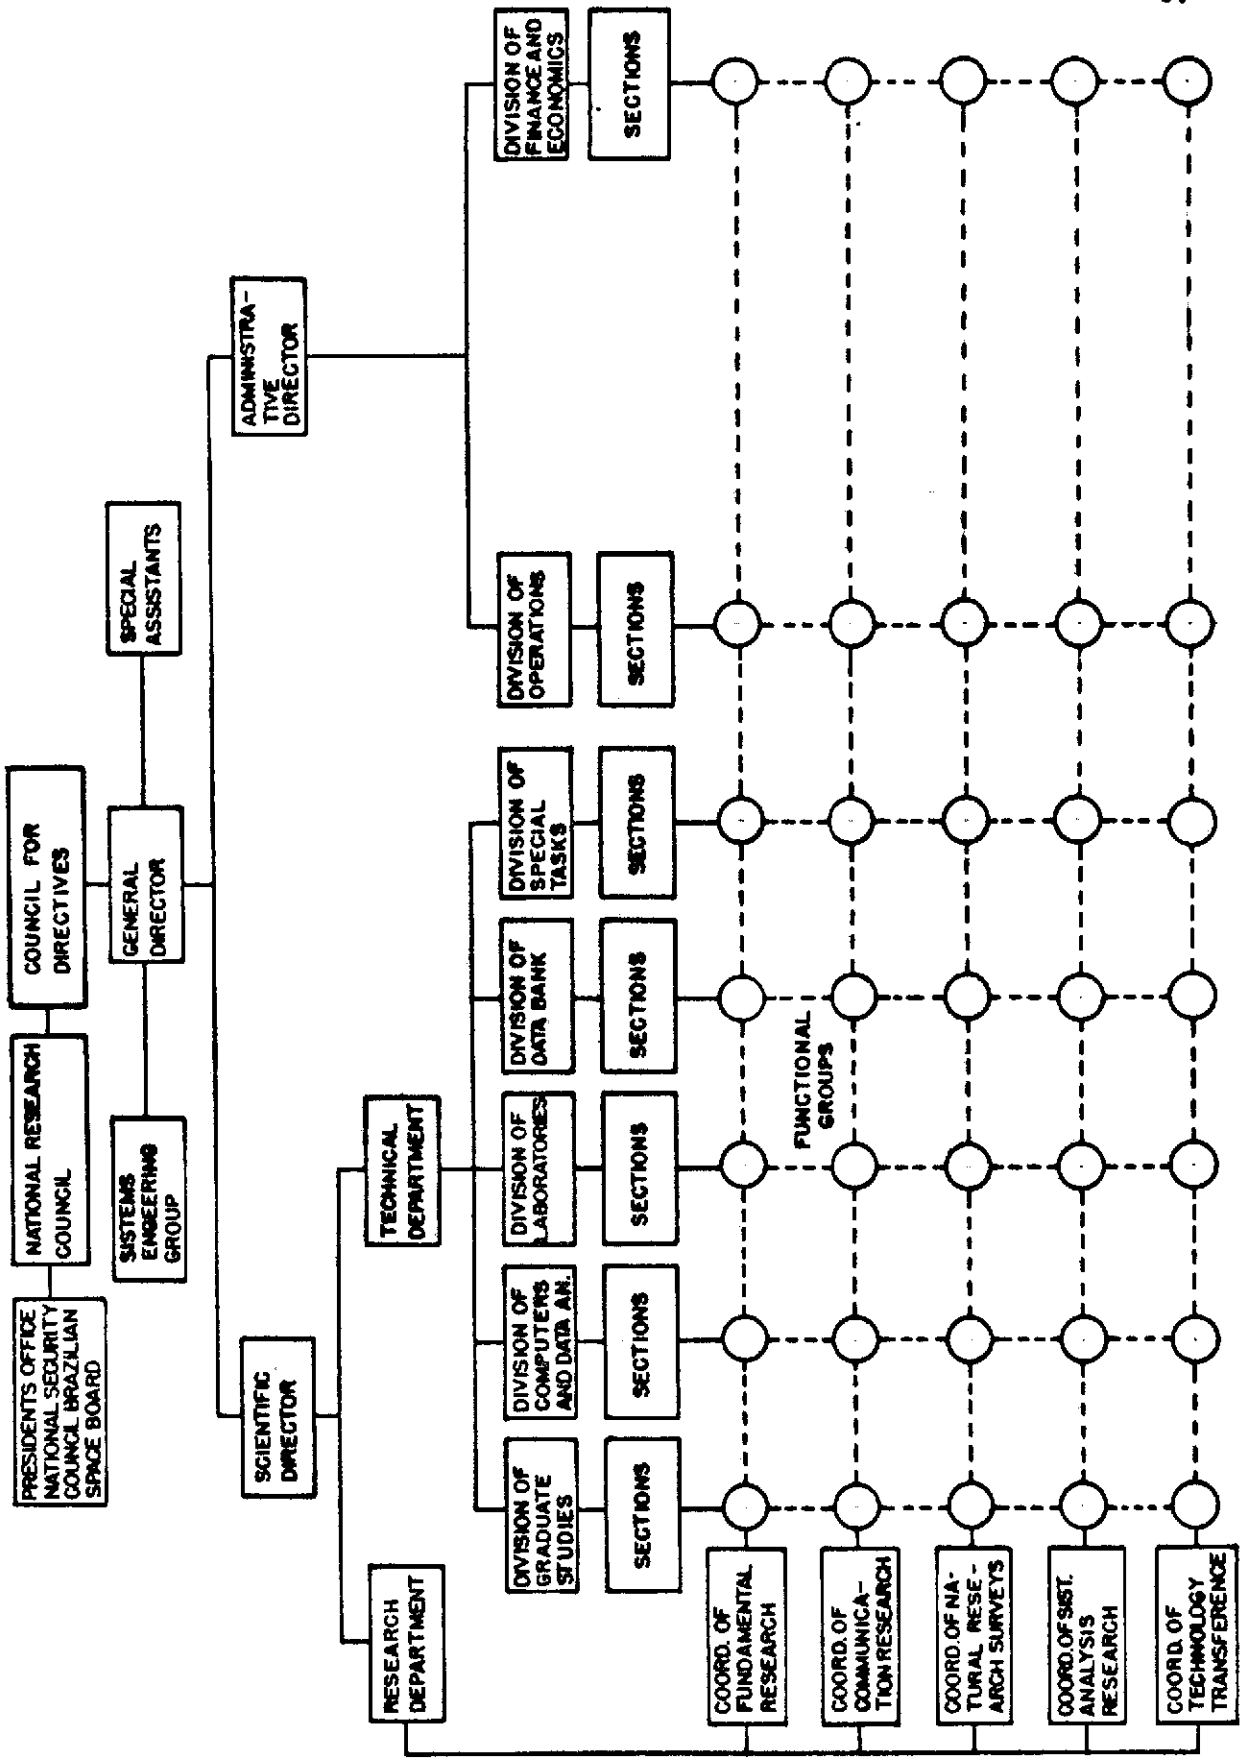 PRESIDENTS OFFICE
NATIONAL SECURITY
COUNCIL BRAZILIAN
SPACE BOARD
NATIONAL RESEARCH
COUNCIL
COUNCIL FOR
DIRECTIVES
SISTEMS
ENGEERING
GROUP
GENERAL
DIRECTOR
SPECIAL
ASSISTANTS
SCIENTIFIC
DIRECTOR
ADMINISTRA-
TIVE
DIRECTOR
RESEARCH
DEPARTMENT
TECHNICAL
DEPARTMENT
DIVISION OF
GRADUATE
STUDIES
DIVISION OF
COMPUTERS
AND DATA AN.
DIVISION OF
LABORATORIES
DIVISION OF
DATA BANK
DIVISION OF
SPECIAL
TASKS
DIVISION OF
OPERATIONS
DIVISION OF
FINANCE AND
ECONOMICS
SECTIONS
SECTIONS
SECTIONS
SECTIONS
SECTIONS
SECTIONS
SECTIONS
COORD. OF
FUNDAMENTAL
RESEARCH
FUNCTIONAL
GROUPS
COORD. OF
COMMUNICA-
TION RESEARCH
COORD. OF NA-
TURAL RESE-
ARCH SURVEYS
COORD. OF SIST.
ANALYSIS
RESEARCH
COORD. OF
TECHNOLOGY
TRANSFERENCE